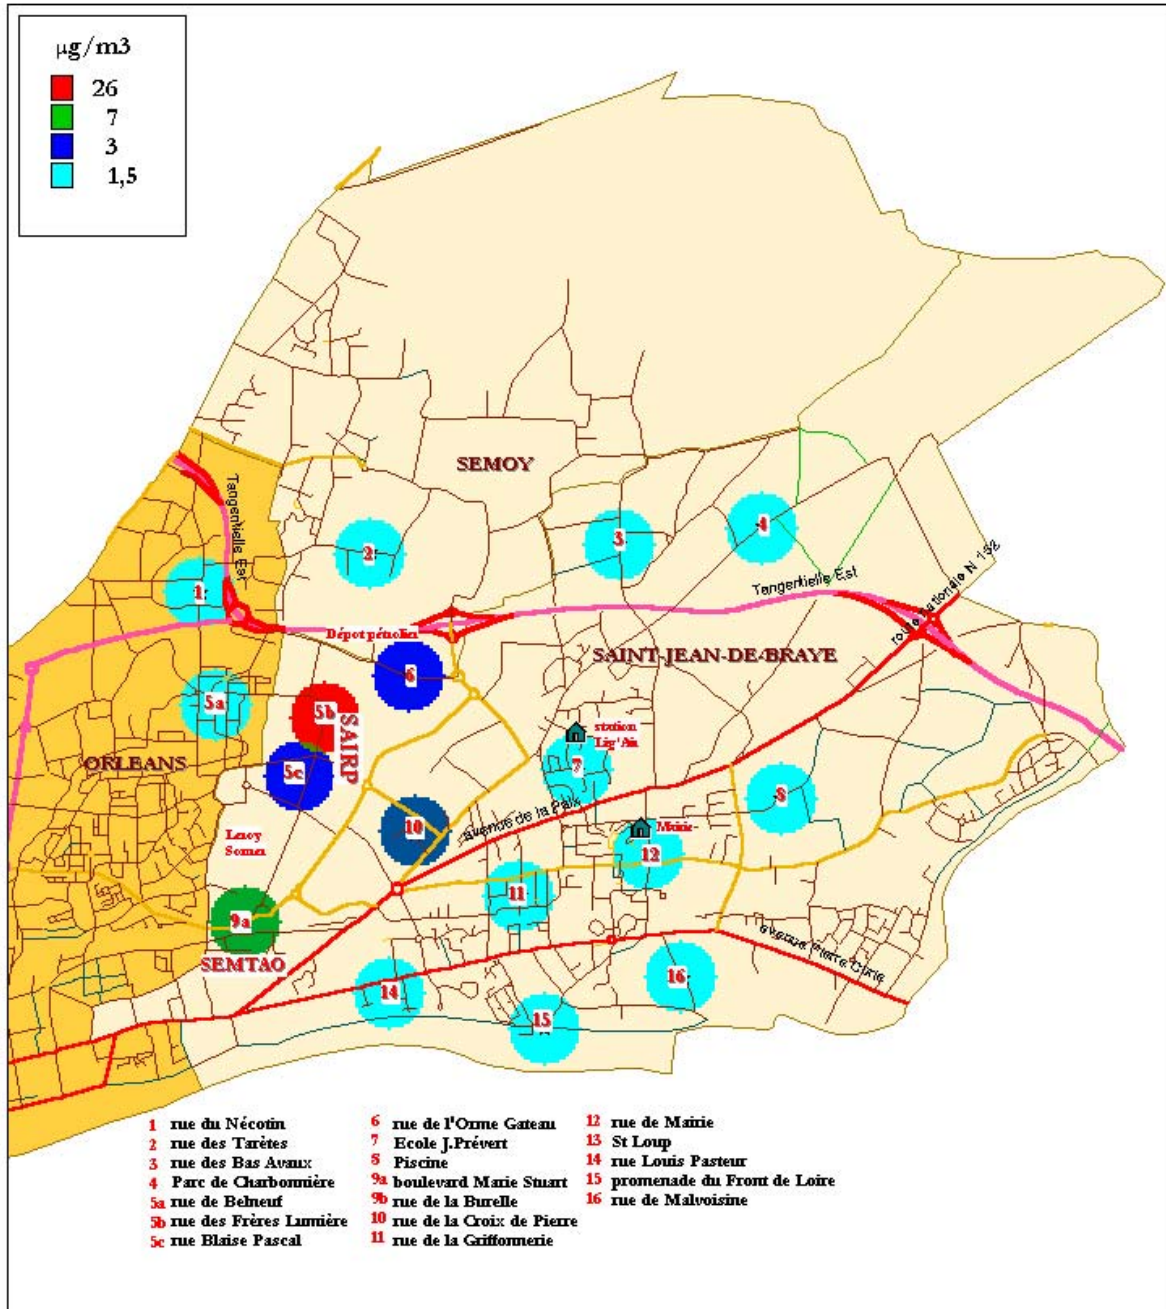 µg/m3
26
7
3
1,5
SEMOY
Tangentielle Est
4
3
2
1
Tangentielle Est
route Nationale N 152
Dépot pétrolier
SAINT-JEAN-DE-BRAYE
6
5a
5b
SAIRP
station
Lig'Air
ORLEANS
5c
7
8
avenue de la Paix
10
Mairie
Leroy
Somer
12
11
9a
SEMTAO
avenue Pierre Curie
16
14
15
1 rue du Nécotin
2 rue des Tarètes
3 rue des Bas Avaux
4 Parc de Charbonnière
5a rue de Belneuf
5b rue des Frères Lumière
5c rue Blaise Pascal
6 rue de l'Orme Gateau
7 Ecole J.Prévert
8 Piscine
9a boulevard Marie Stuart
9b rue de la Burelle
10 rue de la Croix de Pierre
11 rue de la Griffonnerie
12 rue de Mairie
13 St Loup
14 rue Louis Pasteur
15 promenade du Front de Loire
16 rue de Malvoisine